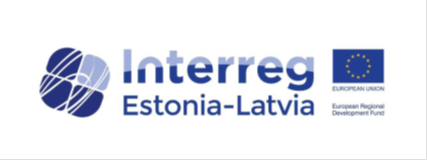 Interreg
Estonia-Latvia
EUROPEAN UNION
European Regional
Development Fund